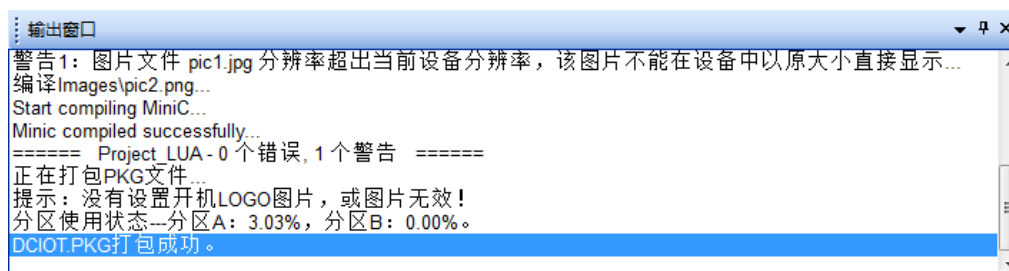 输出窗口
警告1：图片文件 pic1.jpg 分辨率超出当前设备分辨率，该图片不能在设备中以原大小直接显示...
编译Images\pic2.png...
Start compiling MiniC...
Minic compiled successfully...
====== Project_LUA - 0 个错误, 1 个警告 ======
正在打包PKG文件...
提示：没有设置开机LOGO图片，或图片无效！
分区使用状态---分区A：3.03%，分区B：0.00%。
DCIOT.PKG打包成功。